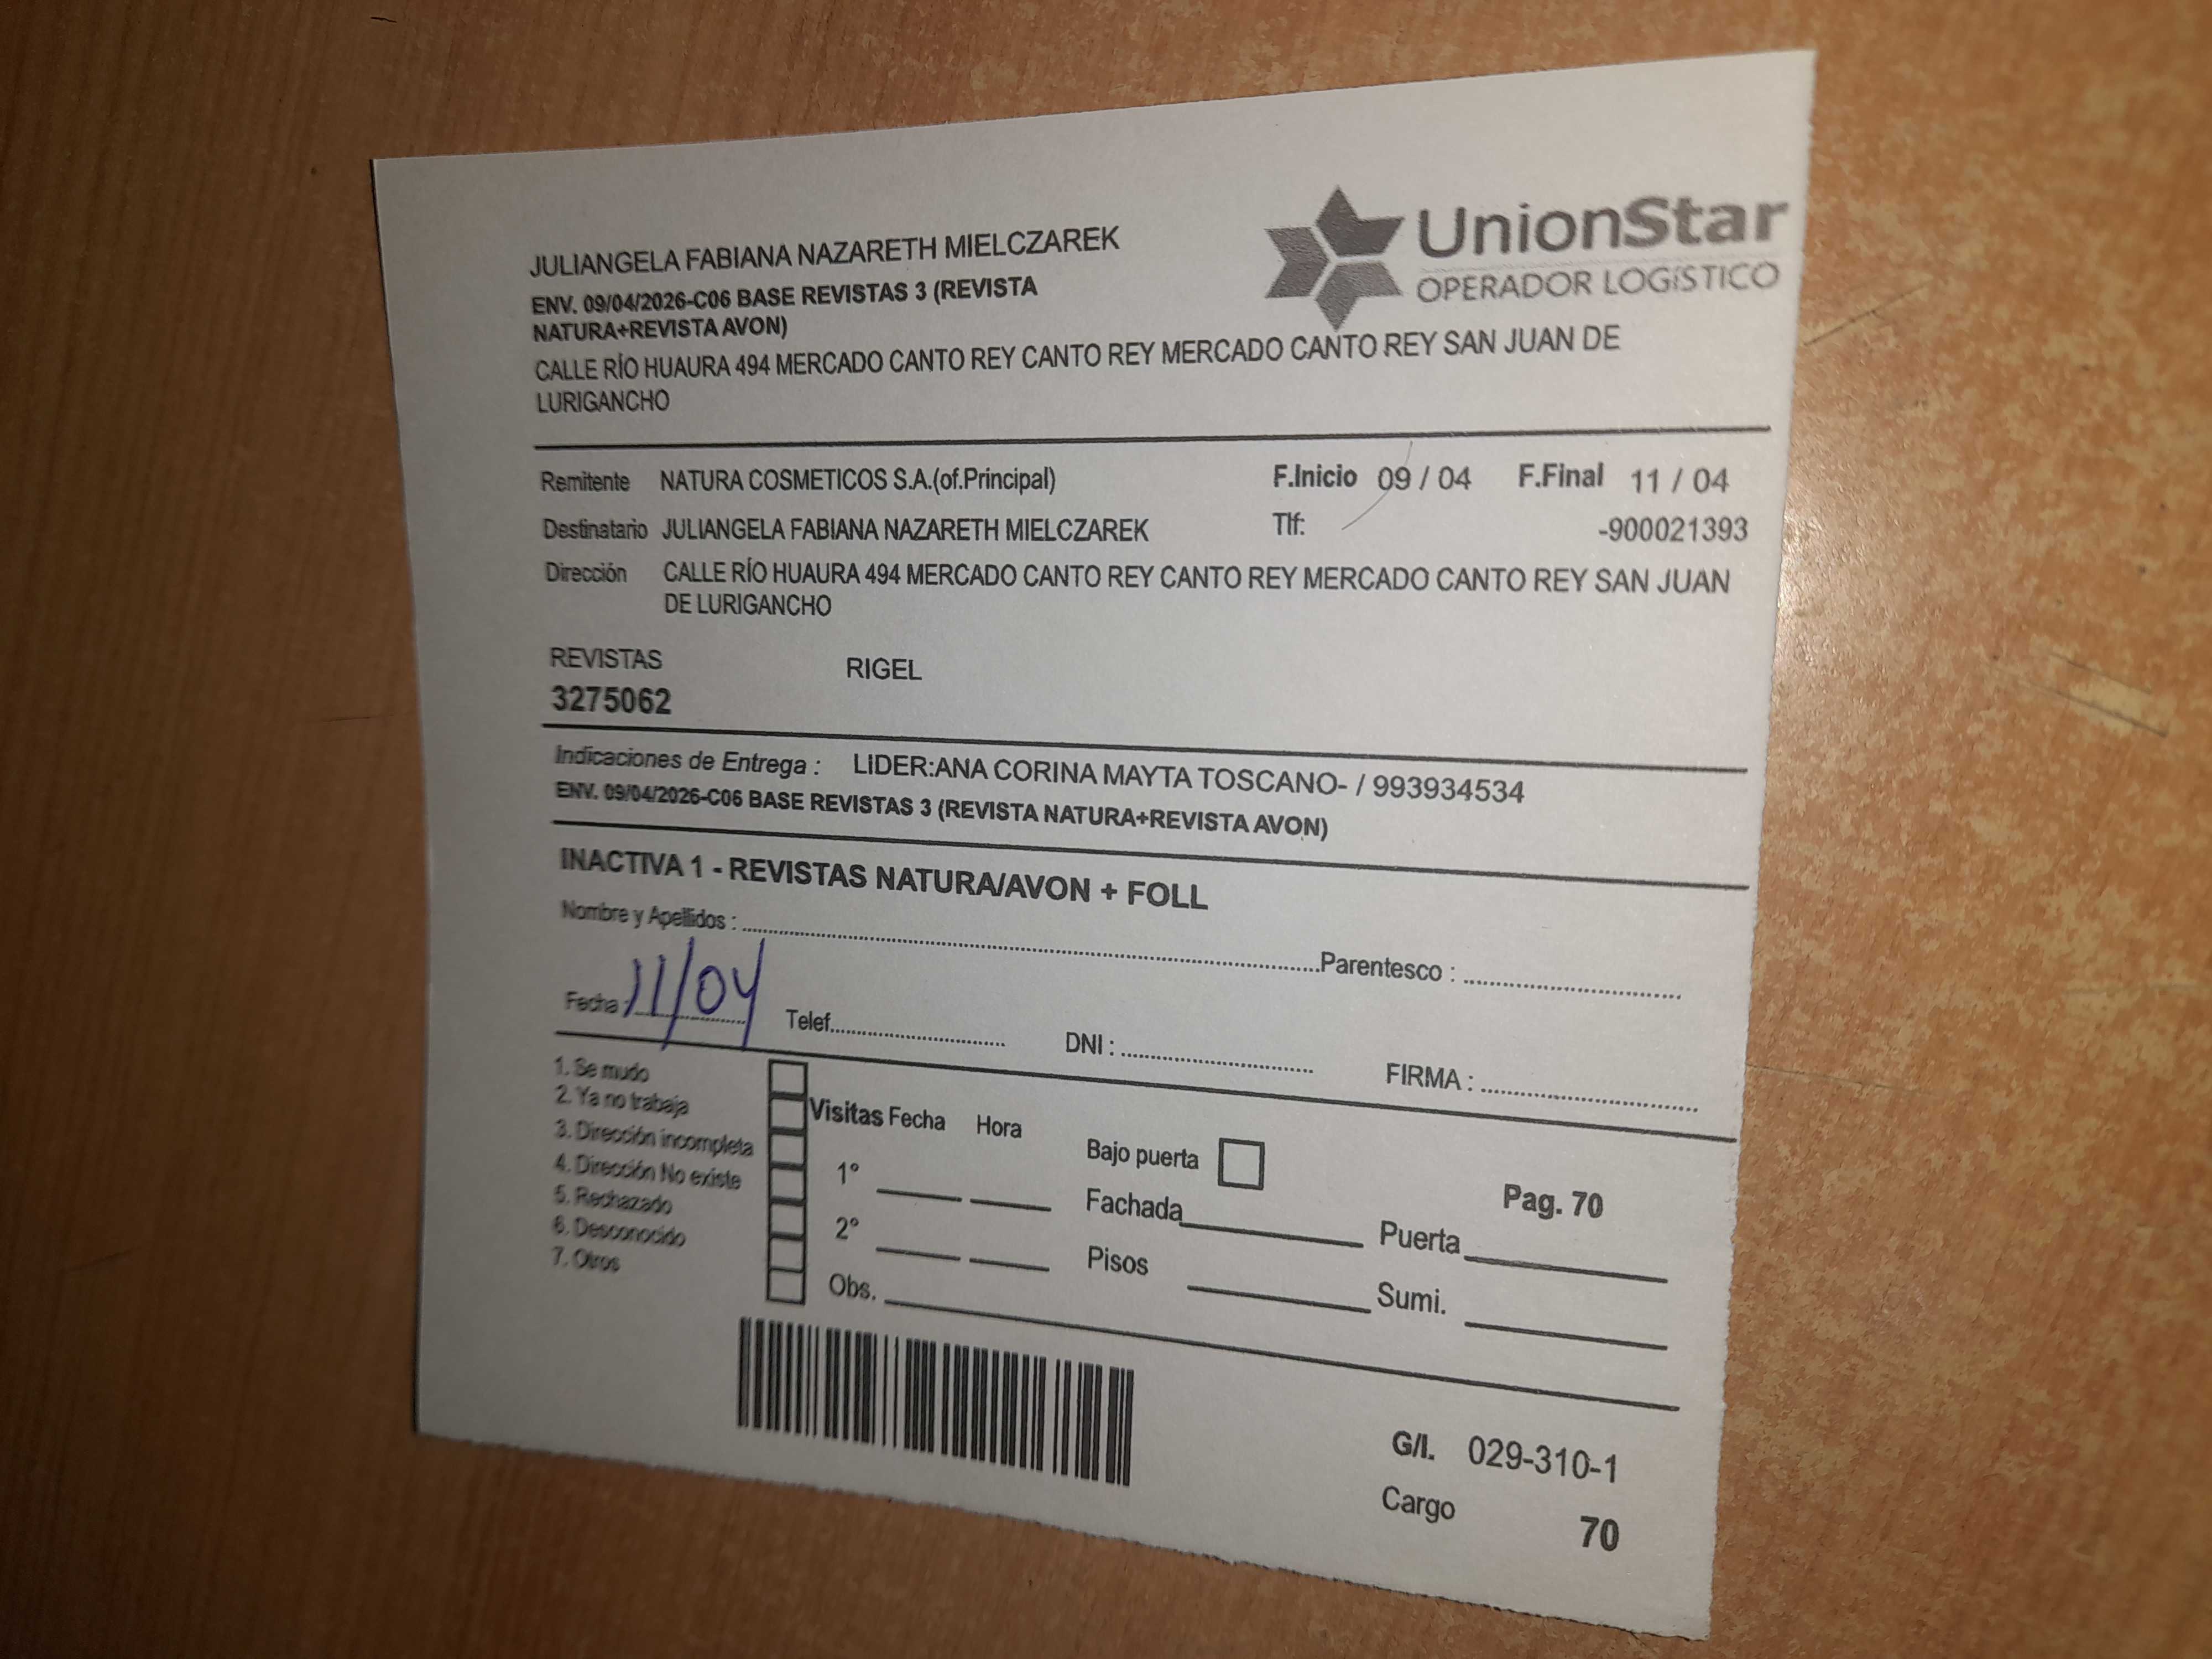 JULIANGELA FABIANA NAZARETH MIELCZAREK
UnionStar
OPERADOR LOGÍSTICO
ENV. 09/04/2026-C06 BASE REVISTAS 3 (REVISTA
NATURA+REVISTA AVON)
CALLE RÍO HUAURA 494 MERCADO CANTO REY CANTO REY MERCADO CANTO REY SAN JUAN DE
LURIGANCHO
Remitente NATURA COSMETICOS S.A.(of.Principal) F.Inicio 09 / 04 F.Final 11 / 04
Destinatario JULIANGELA FABIANA NAZARETH MIELCZAREK Tlf: -900021393
Dirección CALLE RÍO HUAURA 494 MERCADO CANTO REY CANTO REY MERCADO CANTO REY SAN JUAN
DE LURIGANCHO
REVISTAS RIGEL
3275062
Indicaciones de Entrega : LIDER:ANA CORINA MAYTA TOSCANO- / 993934534
ENV. 09/04/2026-C06 BASE REVISTAS 3 (REVISTA NATURA+REVISTA AVON)
INACTIVA 1 - REVISTAS NATURA/AVON + FOLL
Nombre y Apellidos : Parentesco :
Fecha : 11/04 Telef. DNI : FIRMA :
1. Se mudo
2. Ya no trabaja
3. Dirección incompleta
4. Dirección No existe
5. Rechazado
6. Desconocido
7. Otros
Visitas Fecha Hora
1°
2°
Obs.
Bajo puerta
Fachada
Pisos
Pag. 70
Puerta
Sumi.
G/I. 029-310-1
Cargo 70